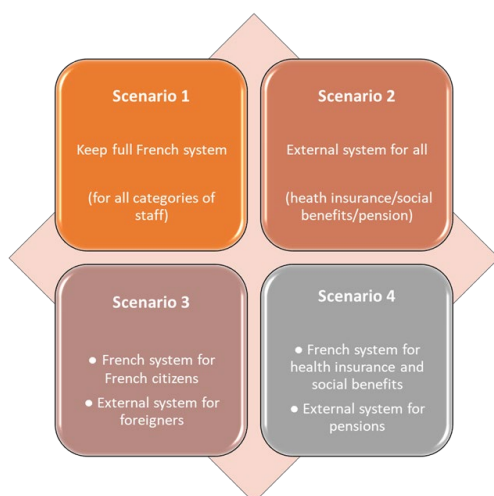 Scenario 1
Keep full French system
(for all categories of
staff)
Scenario 2
External system for all
(heath insurance/social
benefits/pension)
Scenario 3
● French system for
French citizens
● External system for
foreigners
Scenario 4
● French system for
health insurance and
social benefits
● External system for
pensions